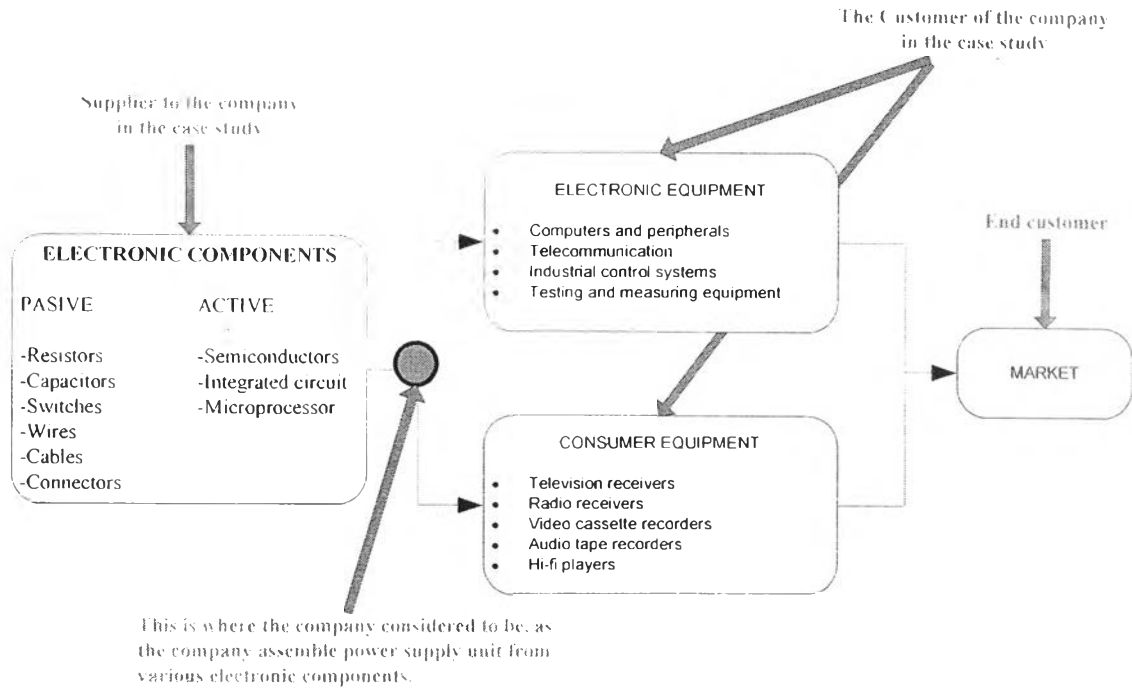 The Customer of the company
in the case study
Supplier to the company
in the case study
ELECTRONIC COMPONENTS
PASIVE
-Resistors
-Capacitors
-Switches
-Wires
-Cables
-Connectors
ACTIVE
-Semiconductors
-Integrated circuit
-Microprocessor
ELECTRONIC EQUIPMENT
• Computers and peripherals
• Telecommunication
• Industrial control systems
• Testing and measuring equipment
CONSUMER EQUIPMENT
• Television receivers
• Radio receivers
• Video cassette recorders
• Audio tape recorders
• Hi-fi players
End customer
MARKET
This is where the company considered to be, as
the company assemble power supply unit from
various electronic components.